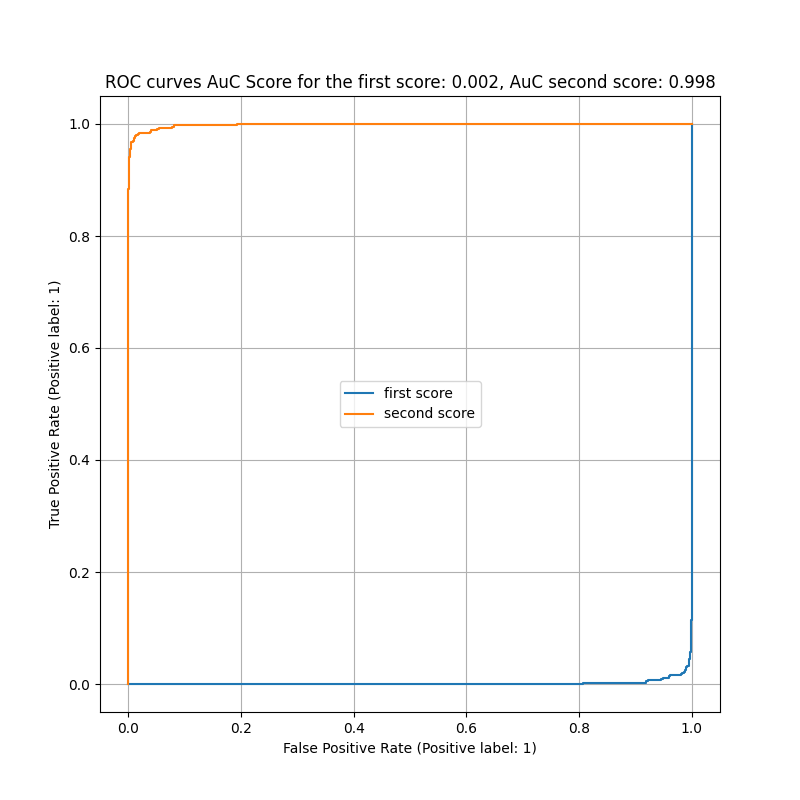 ROC curves AuC Score for the first score: 0.002, AuC second score: 0.998
1.0
0.8
0.6
0.4
0.2
0.0
True Positive Rate (Positive label: 1)
first score
second score
0.0 0.2 0.4 0.6 0.8 1.0
False Positive Rate (Positive label: 1)